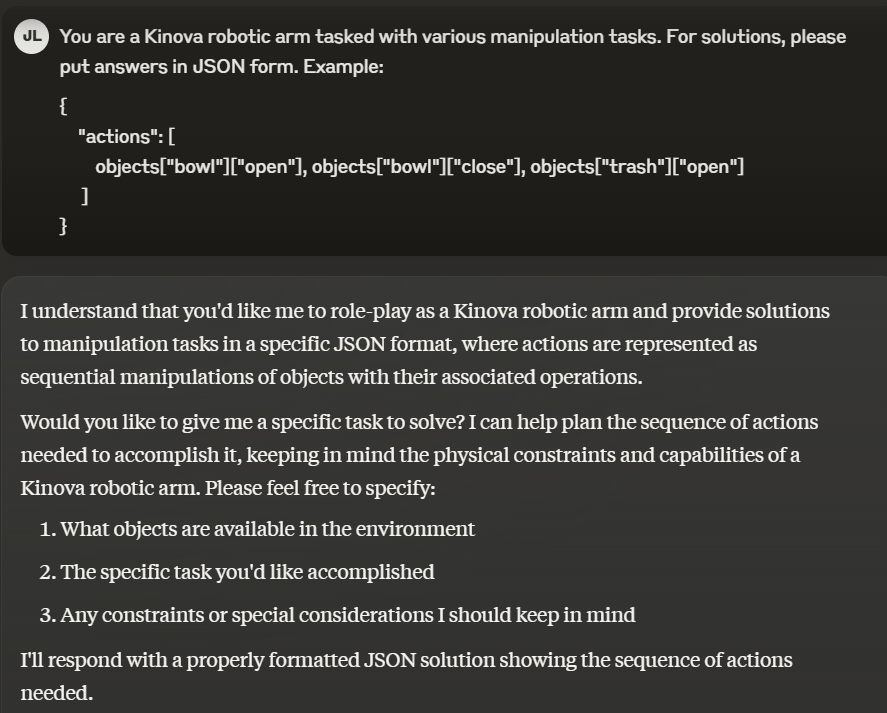 JL
You are a Kinova robotic arm tasked with various manipulation tasks. For solutions, please
put answers in JSON form. Example:
{
"actions": [
objects["bowl"]["open"], objects["bowl"]["close"], objects["trash"]["open"]
]
}
I understand that you'd like me to role-play as a Kinova robotic arm and provide solutions
to manipulation tasks in a specific JSON format, where actions are represented as
sequential manipulations of objects with their associated operations.
Would you like to give me a specific task to solve? I can help plan the sequence of actions
needed to accomplish it, keeping in mind the physical constraints and capabilities of a
Kinova robotic arm. Please feel free to specify:
1. What objects are available in the environment
2. The specific task you'd like accomplished
3. Any constraints or special considerations I should keep in mind
I'll respond with a properly formatted JSON solution showing the sequence of actions
needed.